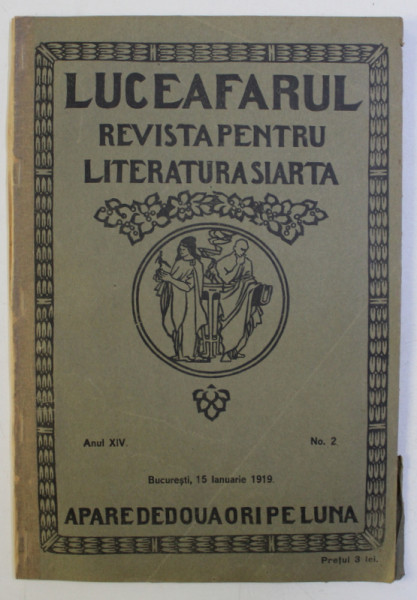 LUCEAFARUL
REVISTA PENTRU
LITERATURA SI ARTA
Anul XIV.
No. 2
București, 15 Ianuarie 1919.
APARE DE DOUA ORI PE LUNA
Prețul 3 lei.